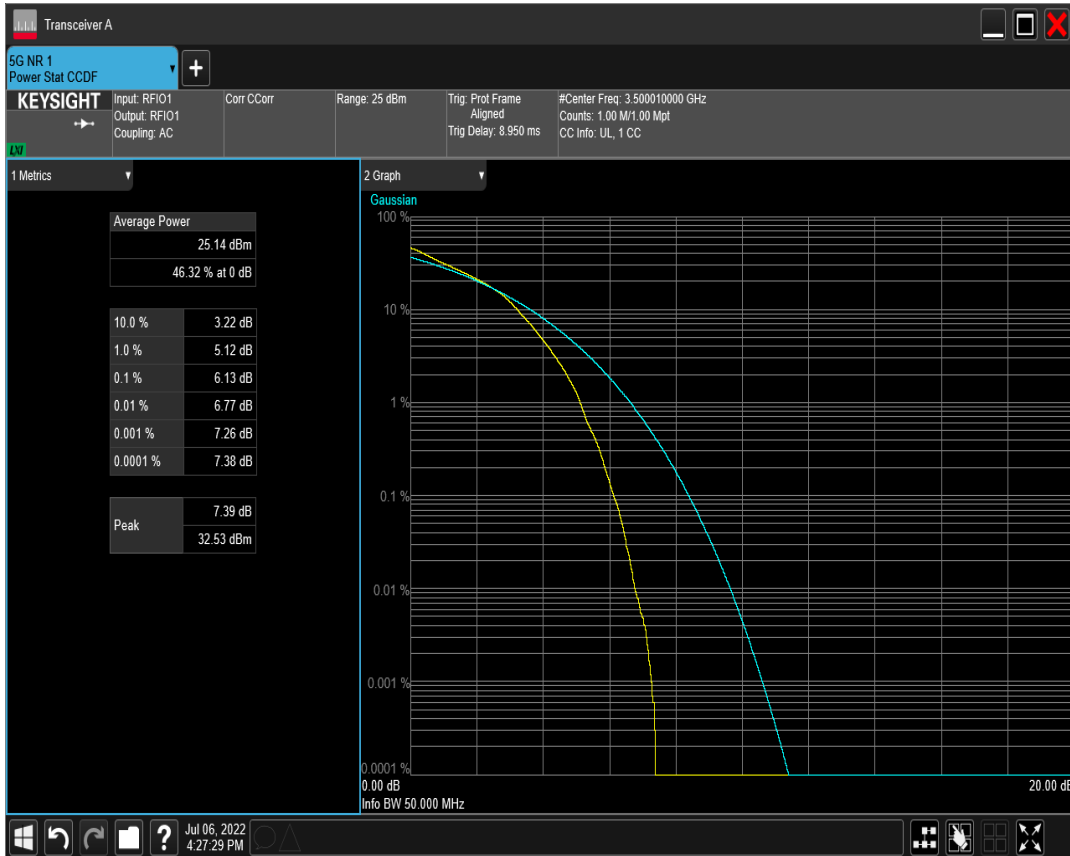 Transceiver A
5G NR 1
Power Stat CCDF
KEYSIGHT
LXI
Input: RFIO1
Output: RFIO1
Coupling: AC
Corr CCorr
Range: 25 dBm
Trig: Prot Frame
Aligned
Trig Delay: 8.950 ms
#Center Freq: 3.500010000 GHz
Counts: 1.00 M/1.00 Mpt
CC Info: UL, 1 CC
1 Metrics
Average Power
25.14 dBm
46.32 % at 0 dB
10.0 % 3.22 dB
1.0 % 5.12 dB
0.1 % 6.13 dB
0.01 % 6.77 dB
0.001 % 7.26 dB
0.0001 % 7.38 dB
Peak 7.39 dB
32.53 dBm
2 Graph
Gaussian
100 %
10 %
1 %
0.1 %
0.01 %
0.001 %
0.0001 %
0.00 dB 20.00 dB
Info BW 50.000 MHz
? Jul 06, 2022
4:27:29 PM